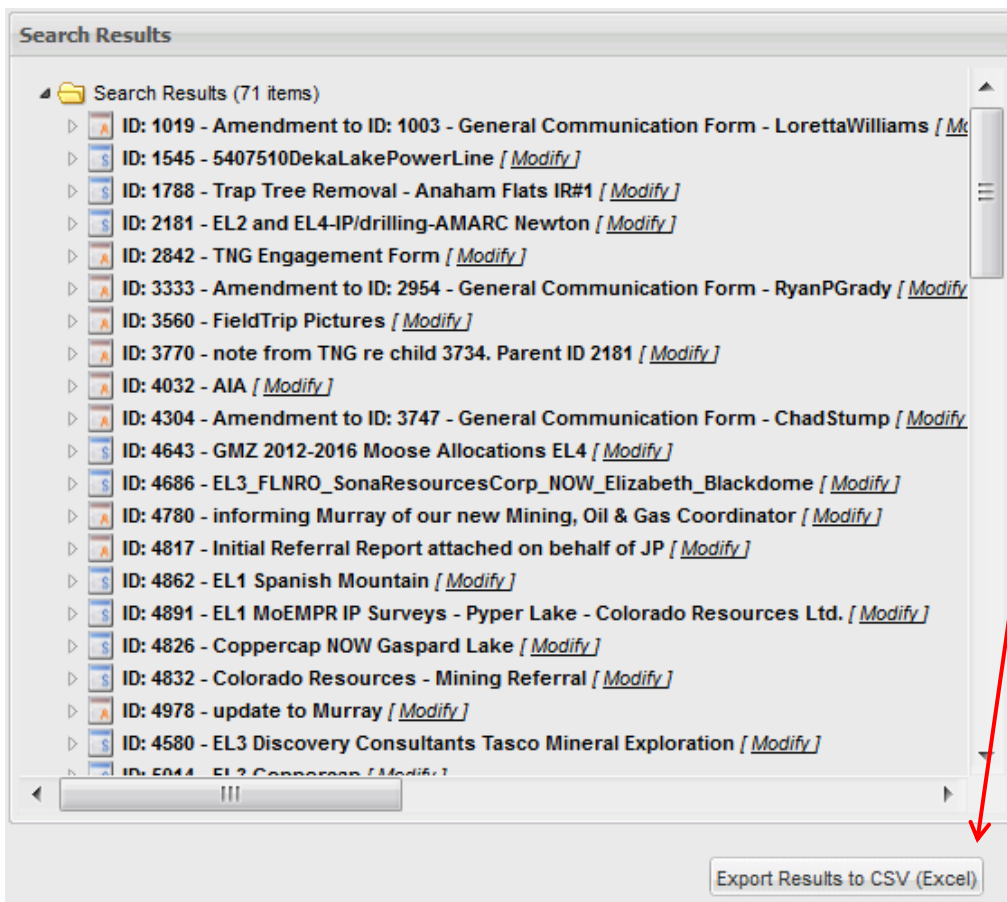 Search Results
Search Results (71 items)
ID: 1019 - Amendment to ID: 1003 - General Communication Form - LorettaWilliams [ Mo
ID: 1545 - 5407510DekaLakePowerLine [ Modify ]
ID: 1788 - Trap Tree Removal - Anaham Flats IR#1 [ Modify ]
ID: 2181 - EL2 and EL4-IP/drilling-AMARC Newton [ Modify ]
ID: 2842 - TNG Engagement Form [ Modify ]
ID: 3333 - Amendment to ID: 2954 - General Communication Form - RyanPGrady [ Modify
ID: 3560 - FieldTrip Pictures [ Modify ]
ID: 3770 - note from TNG re child 3734. Parent ID 2181 [ Modify ]
ID: 4032 - AIA [ Modify ]
ID: 4304 - Amendment to ID: 3747 - General Communication Form - ChadStump [ Modify
ID: 4643 - GMZ 2012-2016 Moose Allocations EL4 [ Modify ]
ID: 4686 - EL3_FLNRO_SonaResourcesCorp_NOW_Elizabeth_Blackdome [ Modify ]
ID: 4780 - informing Murray of our new Mining, Oil & Gas Coordinator [ Modify ]
ID: 4817 - Initial Referral Report attached on behalf of JP [ Modify ]
ID: 4862 - EL1 Spanish Mountain [ Modify ]
ID: 4891 - EL1 MoEMPR IP Surveys - Pyper Lake - Colorado Resources Ltd. [ Modify ]
ID: 4826 - Coppercap NOW Gaspard Lake [ Modify ]
ID: 4832 - Colorado Resources - Mining Referral [ Modify ]
ID: 4978 - update to Murray [ Modify ]
ID: 4580 - EL3 Discovery Consultants Tasco Mineral Exploration [ Modify ]
Export Results to CSV (Excel)